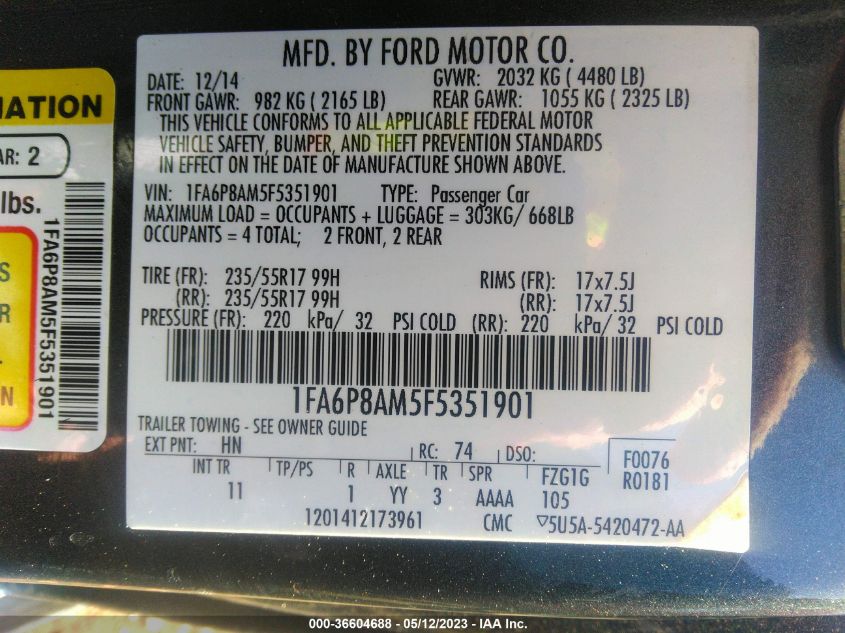 MFD. BY FORD MOTOR CO.
DATE: 12/14 GVWR: 2032 KG ( 4480 LB)
FRONT GAWR: 982 KG ( 2165 LB) REAR GAWR: 1055 KG ( 2325 LB)
THIS VEHICLE CONFORMS TO ALL APPLICABLE FEDERAL MOTOR
VEHICLE SAFETY, BUMPER, AND THEFT PREVENTION STANDARDS
IN EFFECT ON THE DATE OF MANUFACTURE SHOWN ABOVE.
VIN: 1FA6P8AM5F5351901 TYPE: Passenger Car
MAXIMUM LOAD = OCCUPANTS + LUGGAGE = 303KG/ 668LB
OCCUPANTS = 4 TOTAL; 2 FRONT, 2 REAR
TIRE (FR): 235/55R17 99H RIMS (FR): 17x7.5J
(RR): 235/55R17 99H (RR): 17x7.5J
PRESSURE (FR): 220 kPa/ 32 PSI COLD (RR): 220 kPa/ 32 PSI COLD
1FA6P8AM5F5351901
TRAILER TOWING - SEE OWNER GUIDE
EXT PNT: HN RC: 74 DSO: F0076
R0181
INT TR TP/PS R AXLE TR SPR FZG1G
11 1 YY 3 AAAA 105
1201412173961 CMC ▽5U5A-5420472-AA
MATION
AR: 2
lbs.
1FA6P8AM5F5351901
S
R
L.
N
000-36604688 - 05/12/2023 - IAA Inc.